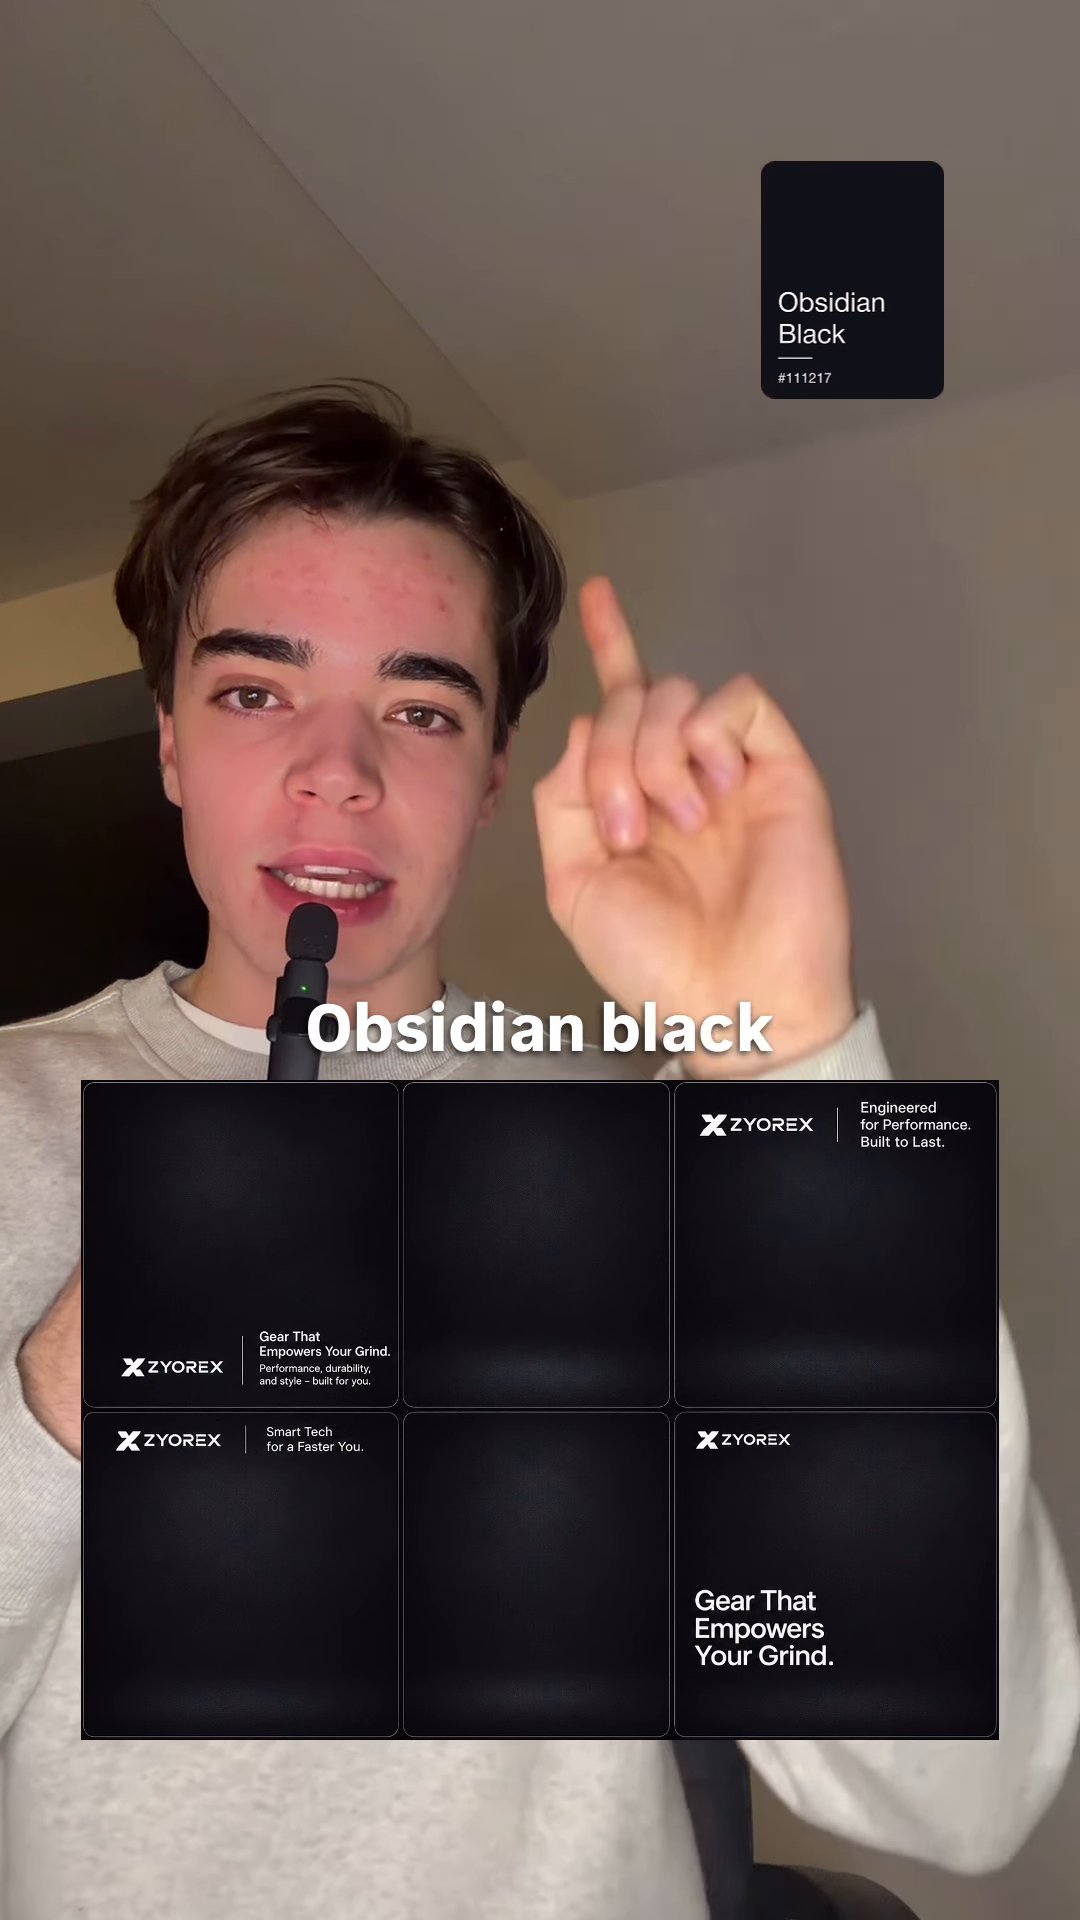 Obsidian
Black
#111217
Obsidian black
ZYOREX
Gear That
Empowers Your Grind.
Performance, durability,
and style – built for you.
ZYOREX
Engineered
for Performance.
Built to Last.
ZYOREX
Smart Tech
for a Faster You.
ZYOREX
Gear That
Empowers
Your Grind.